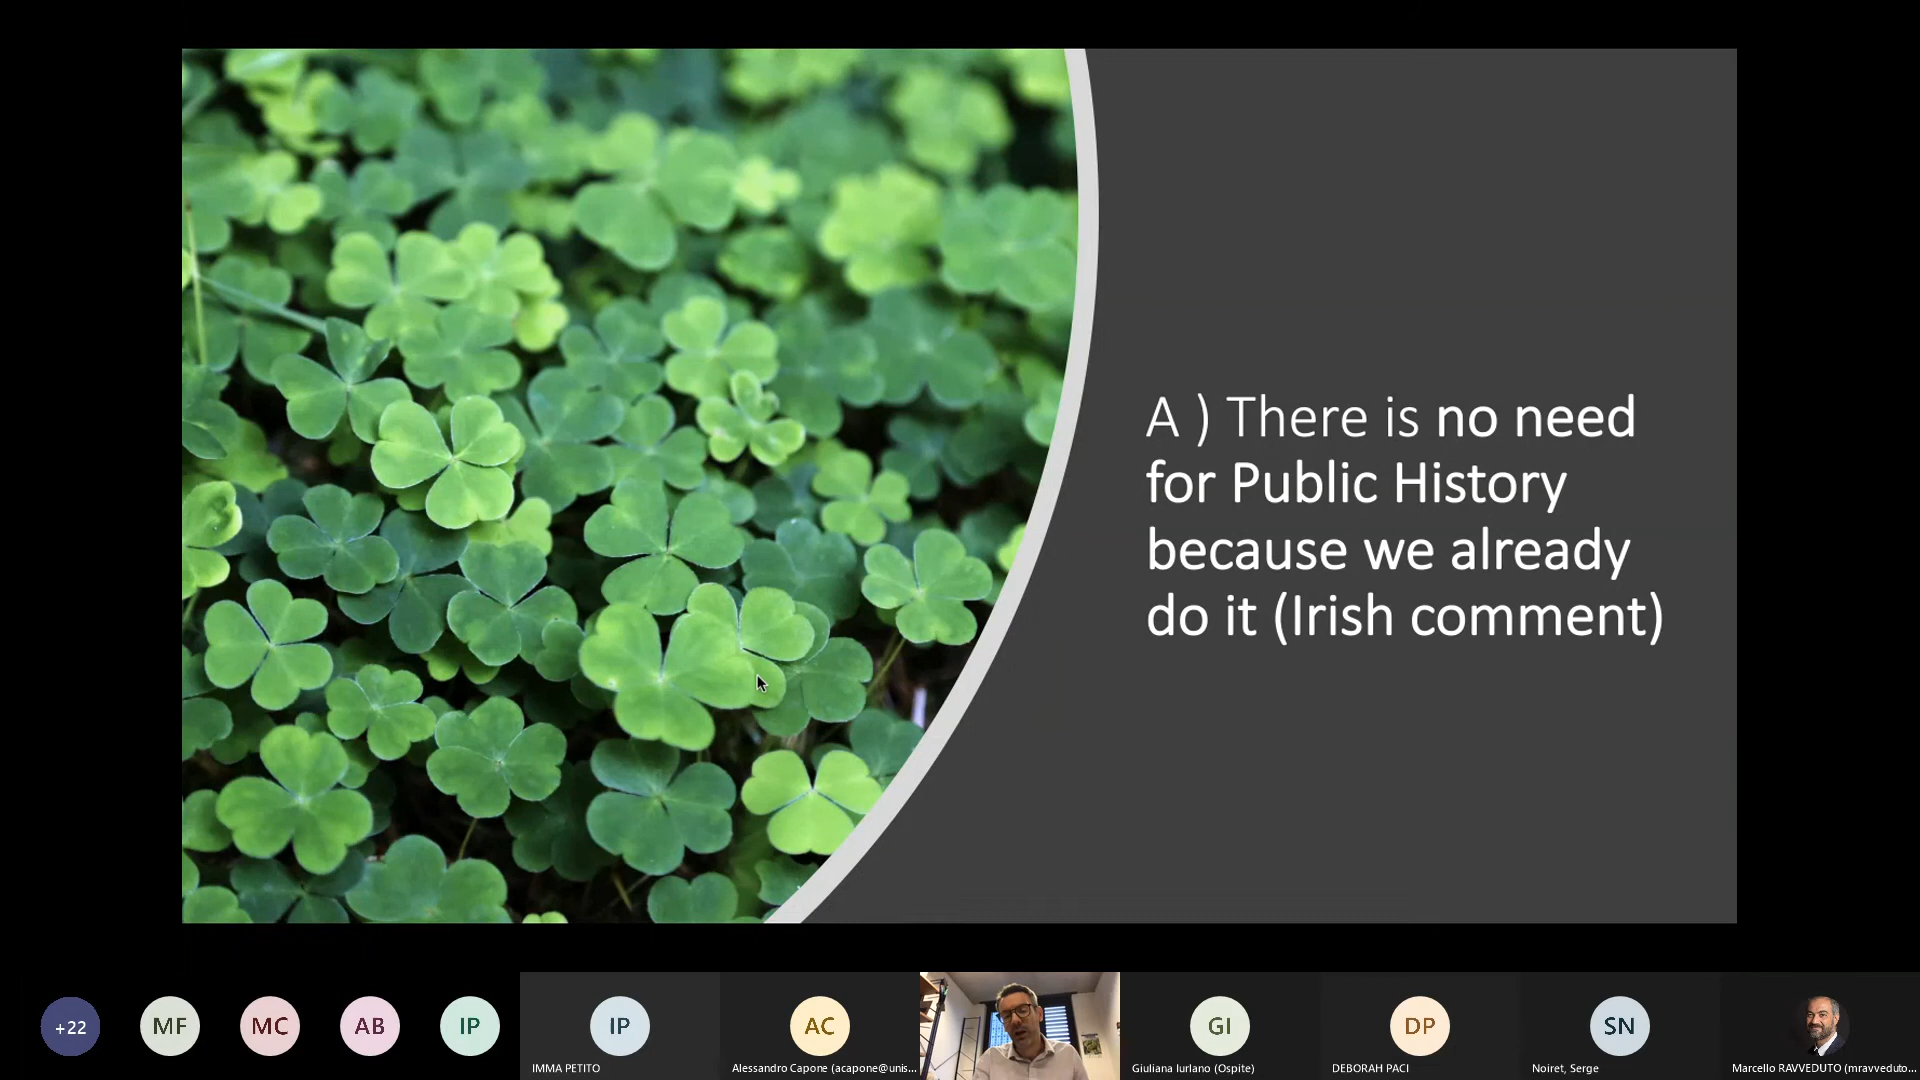 A ) There is no need
for Public History
because we already
do it (Irish comment)
+22
MF
MC
AB
IP
IP
AC
GI
DP
SN
IMMA PETITO
Alessandro Capone (acapone@unis...
Giuliana Iurlano (Ospite)
DEBORAH PACI
Noiret, Serge
Marcello RAVVEDUTO (mravveduto...